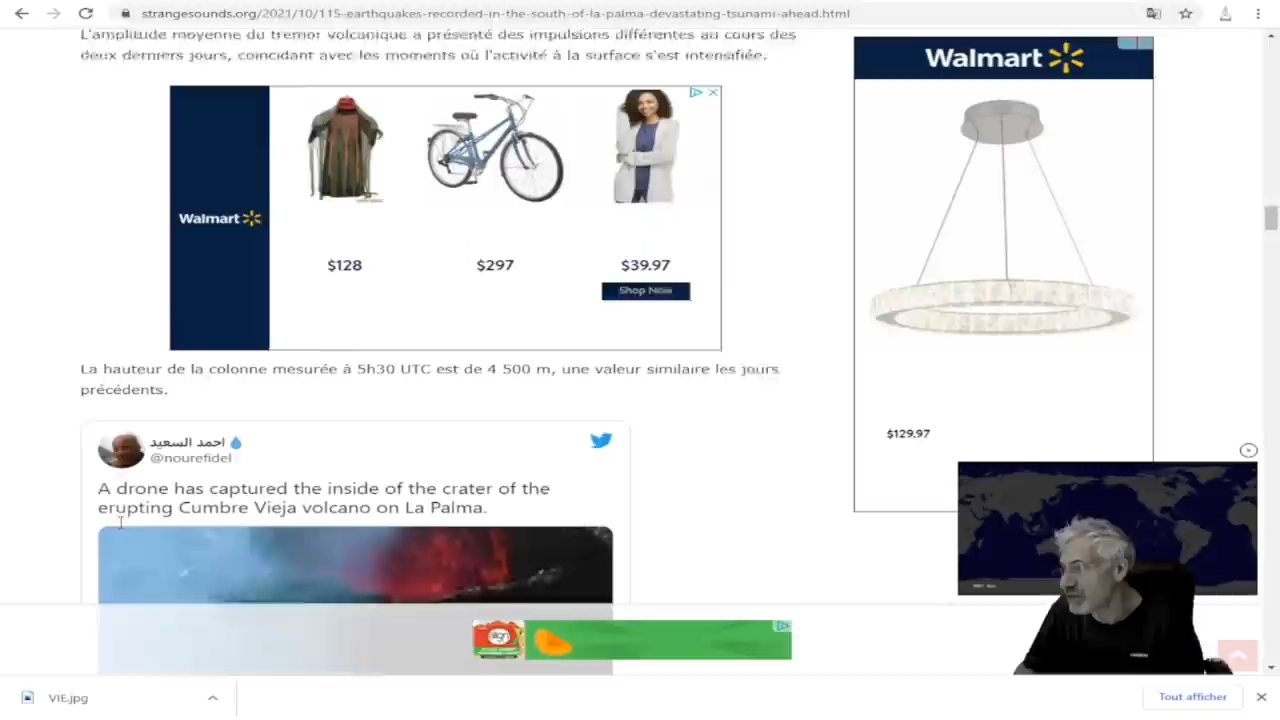 strangesounds.org/2021/10/115-earthquakes-recorded-in-the-south-of-la-palma-devastating-tsunami-ahead.html
L'amplitude moyenne du tremor volcanique a présenté des impulsions différentes au cours des
deux derniers jours, coïncidant avec les moments où l'activité à la surface s'est intensifiée.
Walmart
Walmart
$128
$297
$39.97
Shop Now
La hauteur de la colonne mesurée à 5h30 UTC est de 4 500 m, une valeur similaire les jours
précédents.
$129.97
احمد السعيد
@nourefidel
A drone has captured the inside of the crater of the
erupting Cumbre Vieja volcano on La Palma.
align
VIE.jpg
Tout afficher